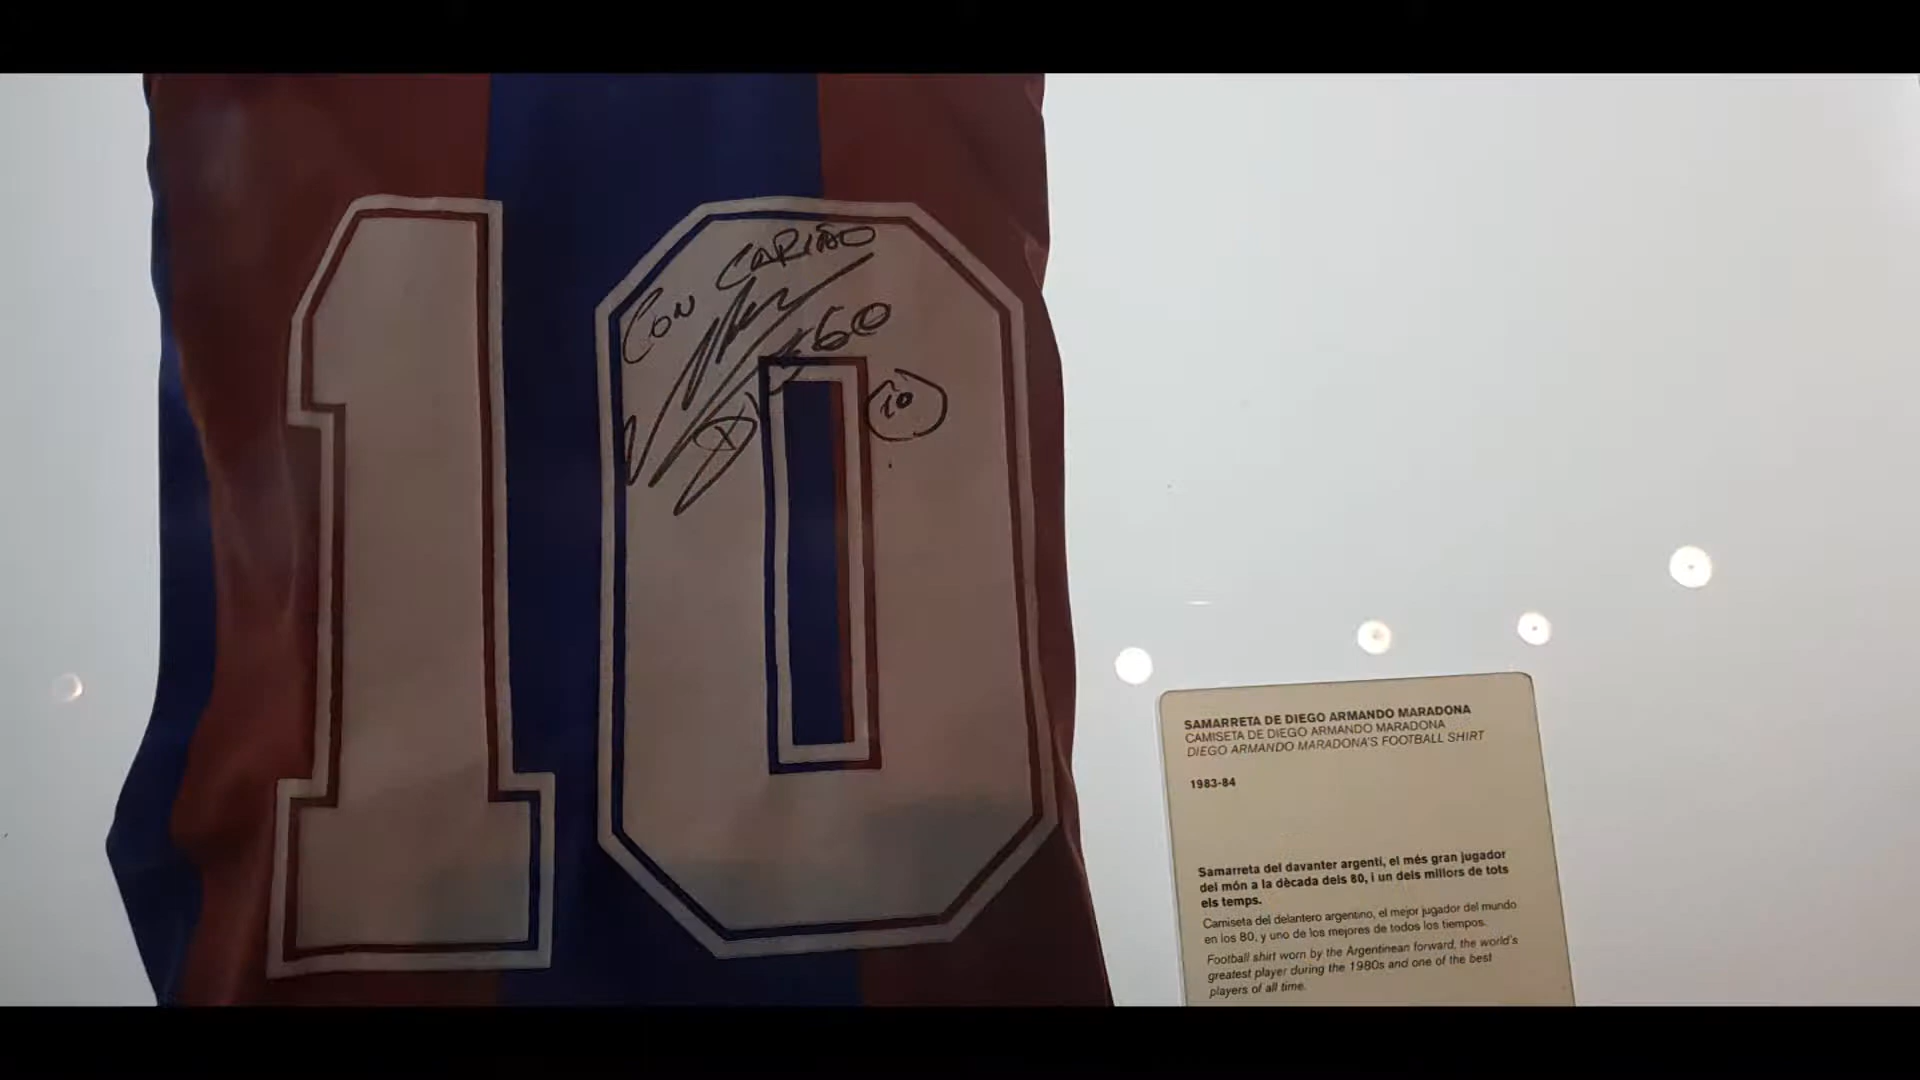 10
CON CARIÑO
DIEGO
10
SAMARRETA DE DIEGO ARMANDO MARADONA
CAMISETA DE DIEGO ARMANDO MARADONA
DIEGO ARMANDO MARADONA'S FOOTBALL SHIRT
1983-84
Samarreta del davanter argentí, el més gran jugador
del món a la dècada dels 80, i un dels millors de tots
els temps.
Camiseta del delantero argentino, el mejor jugador del mundo
en los 80, y uno de los mejores de todos los tiempos.
Football shirt worn by the Argentinean forward, the world's
greatest player during the 1980s and one of the best
players of all time.